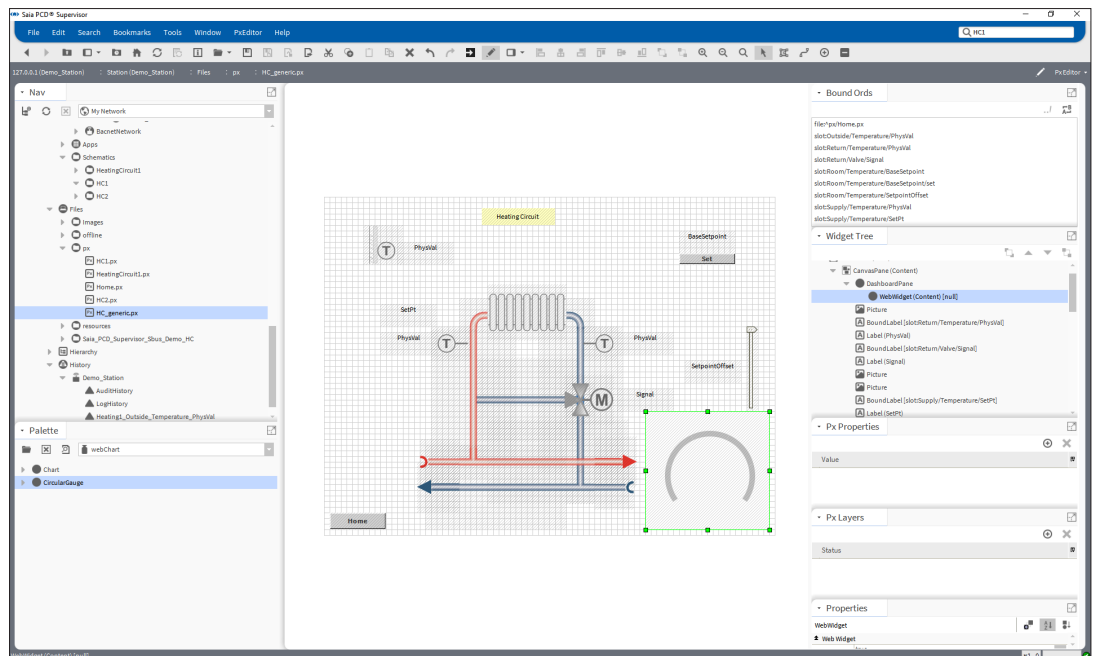 Saia PCD® Supervisor
File Edit Search Bookmarks Tools Window PxEditor Help
HC1
127.0.0.1 (Demo_Station) : Station (Demo_Station) : Files : px : HC_generic.px
PxEditor
Nav
My Network
BacnetNetwork
Apps
Schematics
HeatingCircuit1
HC1
HC2
Files
Images
offline
px
HC1.px
HeatingCircuit1.px
Home.px
HC2.px
HC_generic.px
resources
Saia_PCD_Supervisor_Sbus_Demo_HC
Hierarchy
History
Demo_Station
AuditHistory
LogHistory
Heating1_Outside_Temperature_PhysVal
Palette
webChart
Chart
CircularGauge
Heating Circuit
T
PhysVal
BaseSetpoint
Set
SetPt
PhysVal
T
T
PhysVal
SetpointOffset
M
Signal
Home
Bound Ords
file:^px/Home.px
slot:Outside/Temperature/PhysVal
slot:Return/Temperature/PhysVal
slot:Return/Valve/Signal
slot:Room/Temperature/BaseSetpoint
slot:Room/Temperature/BaseSetpoint/set
slot:Room/Temperature/SetpointOffset
slot:Supply/Temperature/PhysVal
slot:Supply/Temperature/SetPt
Widget Tree
CanvasPane (Content)
DashboardPane
WebWidget (Content) [null]
Picture
BoundLabel [slot:Return/Temperature/PhysVal]
Label (PhysVal)
BoundLabel [slot:Return/Valve/Signal]
Label (Signal)
Picture
Picture
BoundLabel [slot:Supply/Temperature/SetPt]
Label (SetPt)
Px Properties
Value
Px Layers
Status
Properties
WebWidget
Web Widget